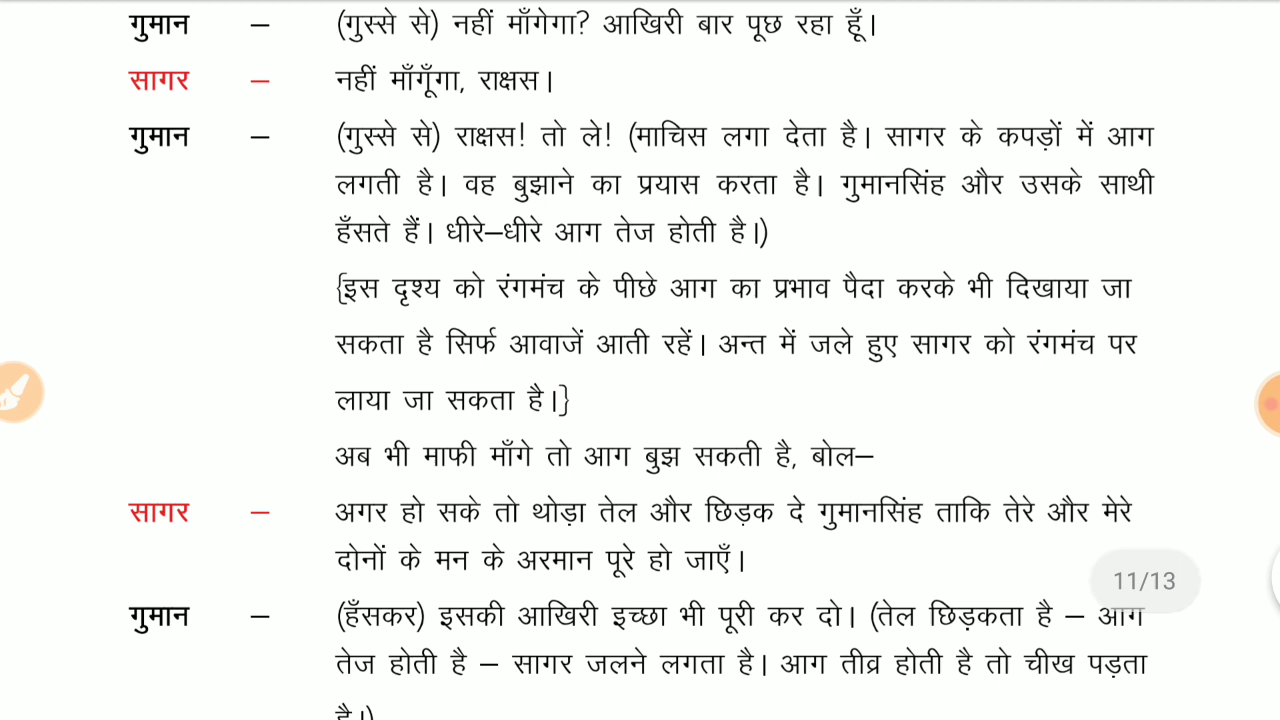 गुमान – (गुस्से से) नहीं माँगेगा? आखिरी बार पूछ रहा हूँ।
सागर – नहीं माँगूँगा, राक्षस।
गुमान – (गुस्से से) राक्षस! तो ले! (माचिस लगा देता है। सागर के कपड़ों में आग
लगती है। वह बुझाने का प्रयास करता है। गुमानसिंह और उसके साथी
हँसते हैं। धीरे–धीरे आग तेज होती है।)
{इस दृश्य को रंगमंच के पीछे आग का प्रभाव पैदा करके भी दिखाया जा
सकता है सिर्फ आवाजें आती रहें। अन्त में जले हुए सागर को रंगमंच पर
लाया जा सकता है।}
अब भी माफी माँगे तो आग बुझ सकती है, बोल–
सागर – अगर हो सके तो थोड़ा तेल और छिड़क दे गुमानसिंह ताकि तेरे और मेरे
दोनों के मन के अरमान पूरे हो जाएँ।
11/13
गुमान – (हँसकर) इसकी आखिरी इच्छा भी पूरी कर दो। (तेल छिड़कता है – आग
तेज होती है – सागर जलने लगता है। आग तीव्र होती है तो चीख पड़ता
है।)